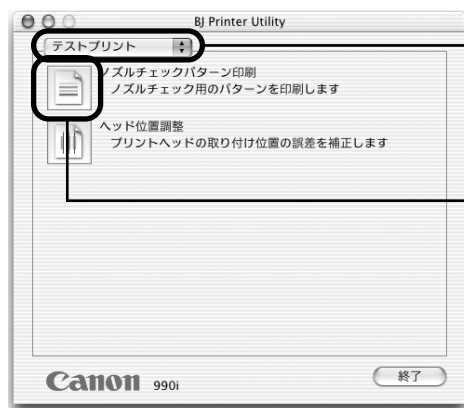 BJ Printer Utility
テストプリント
ノズルチェックパターン印刷
ノズルチェック用のパターンを印刷します
ヘッド位置調整
プリントヘッドの取り付け位置の誤差を補正します
Canon 990i
終了